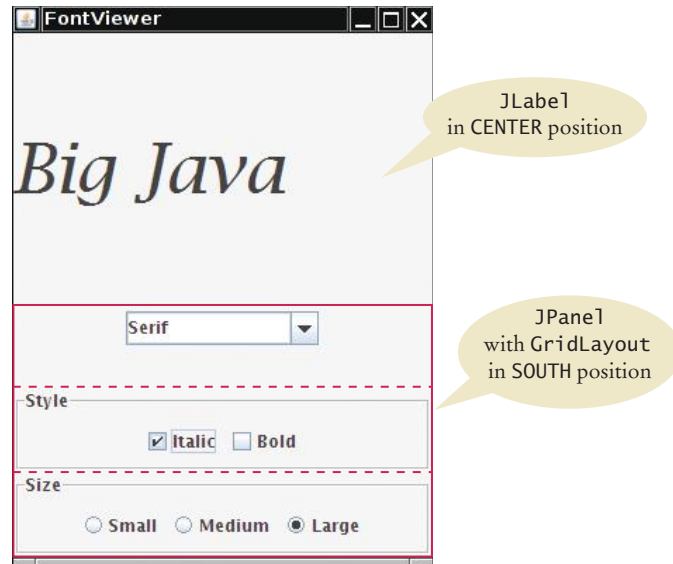 FontViewer
JLabel
in CENTER position
Big Java
Serif
JPanel
with GridLayout
in SOUTH position
Style
Italic
Bold
Size
Small
Medium
Large